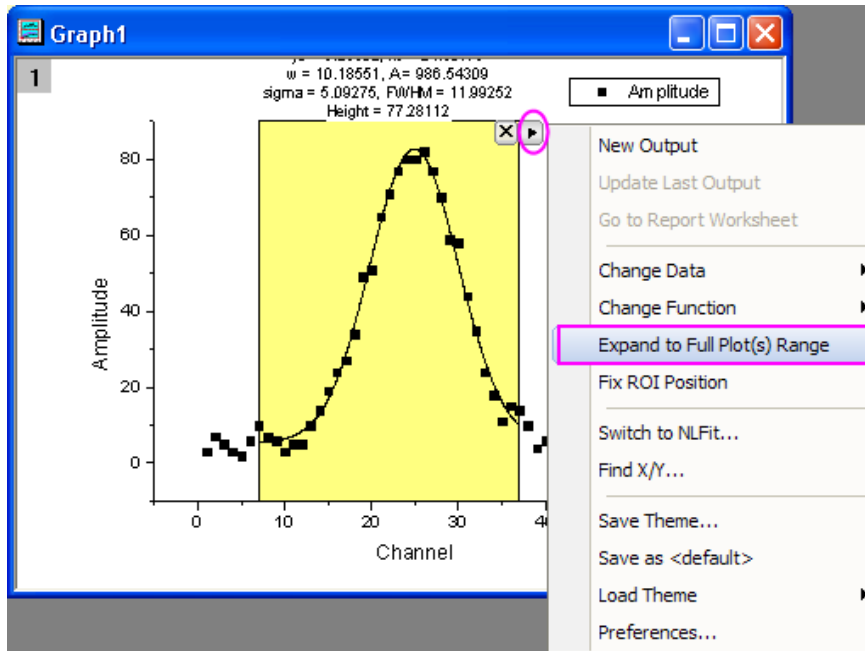 Graph1
1
w = 10.18551, A= 986.54309
sigma = 5.09275, FWHM = 11.99252
Height = 77.28112
Amplitude
New Output
Update Last Output
Go to Report Worksheet
Change Data
Change Function
Expand to Full Plot(s) Range
Fix ROI Position
Switch to NLFit...
Find X/Y...
Save Theme...
Save as <default>
Load Theme
Preferences...
80
60
40
20
0
Amplitude
0 10 20 30
Channel